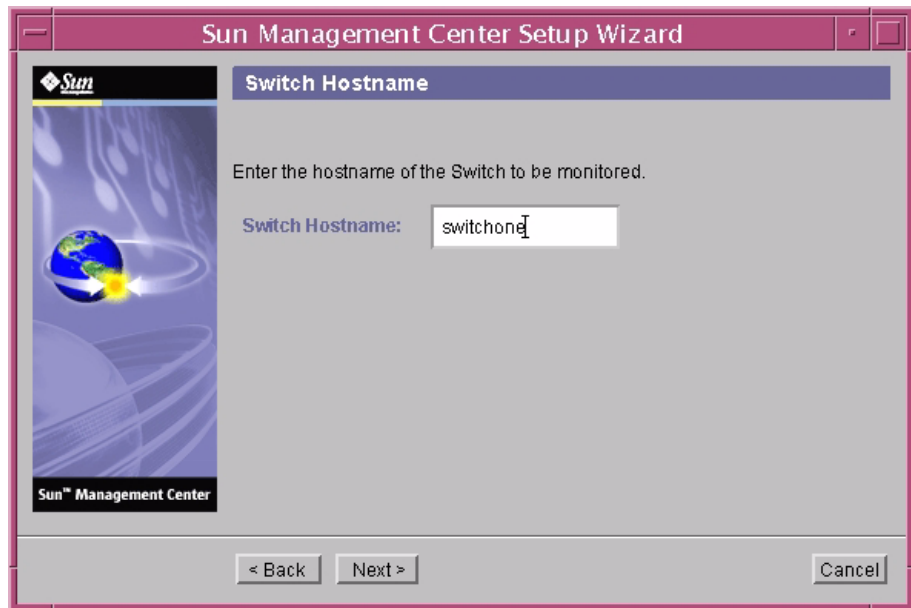 Sun Management Center Setup Wizard
Sun
Switch Hostname
Enter the hostname of the Switch to be monitored.
Switch Hostname: switchone
Sun™ Management Center
< Back Next > Cancel